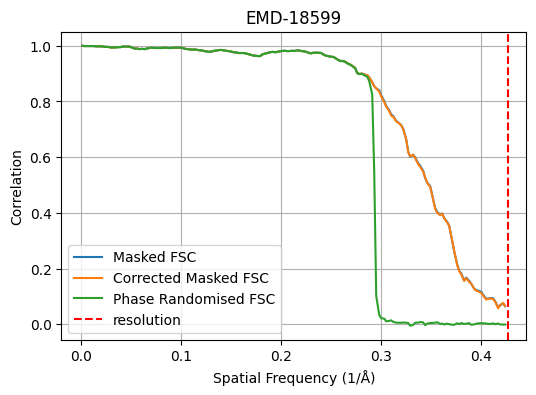 EMD-18599
1.0
0.8
0.6
0.4
0.2
0.0
Correlation
Masked FSC
Corrected Masked FSC
Phase Randomised FSC
resolution
0.0 0.1 0.2 0.3 0.4
Spatial Frequency (1/Å)